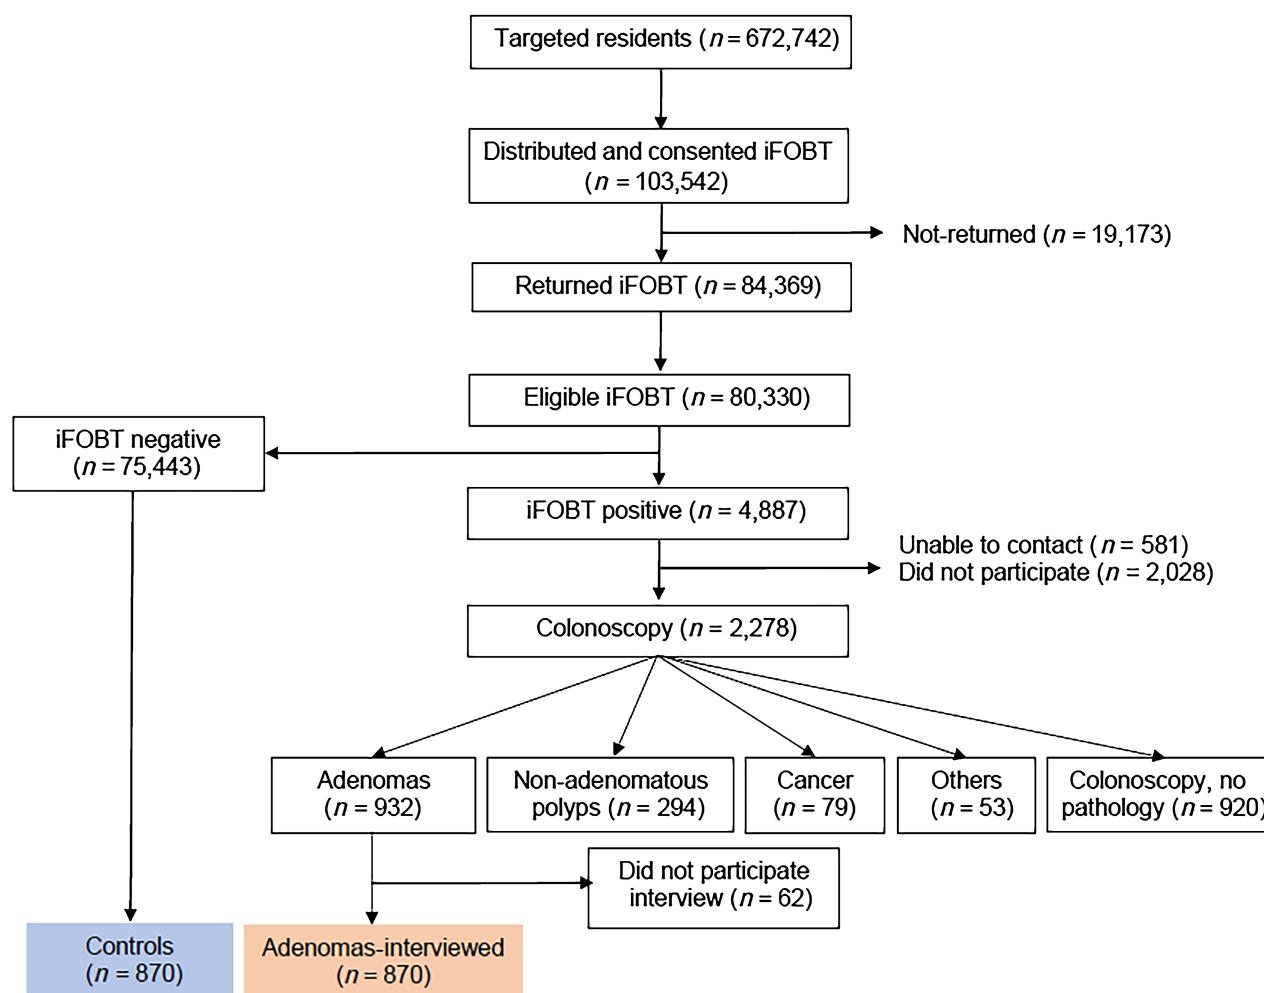 Targeted residents (n = 672,742)
Distributed and consented iFOBT
(n = 103,542)
Not-returned (n = 19,173)
Returned iFOBT (n = 84,369)
Eligible iFOBT (n = 80,330)
iFOBT negative
(n = 75,443)
iFOBT positive (n = 4,887)
Unable to contact (n = 581)
Did not participate (n = 2,028)
Colonoscopy (n = 2,278)
Adenomas
(n = 932)
Non-adenomatous
polyps (n = 294)
Cancer
(n = 79)
Others
(n = 53)
Colonoscopy, no
pathology (n = 920)
Did not participate
interview (n = 62)
Controls
(n = 870)
Adenomas-interviewed
(n = 870)